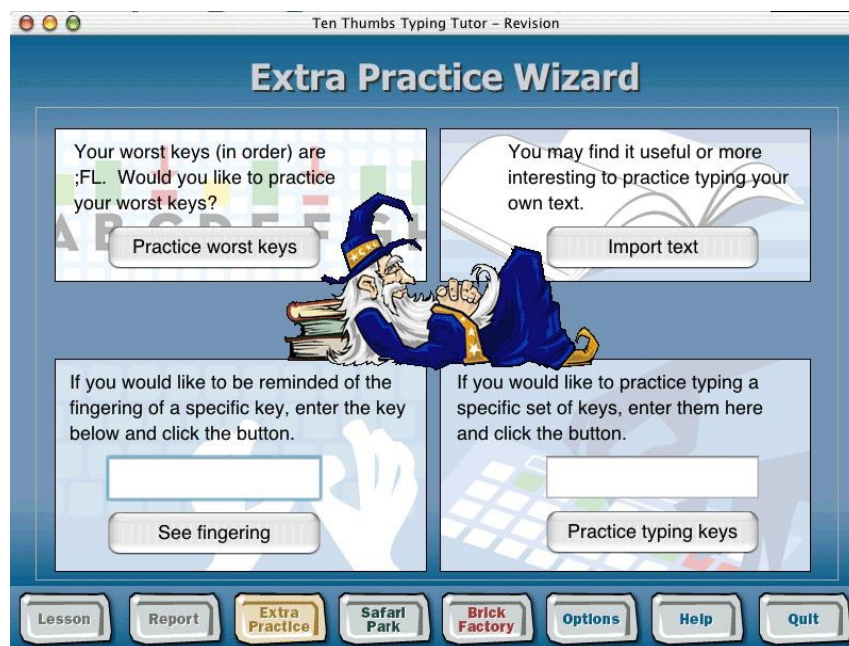 Ten Thumbs Typing Tutor – Revision
Extra Practice Wizard
Your worst keys (in order) are
;FL. Would you like to practice
your worst keys?
Practice worst keys
You may find it useful or more
interesting to practice typing your
own text.
Import text
If you would like to be reminded of the
fingering of a specific key, enter the key
below and click the button.
See fingering
If you would like to practice typing a
specific set of keys, enter them here
and click the button.
Practice typing keys
Lesson
Report
Extra
Practice
Safari
Park
Brick
Factory
Options
Help
Quit